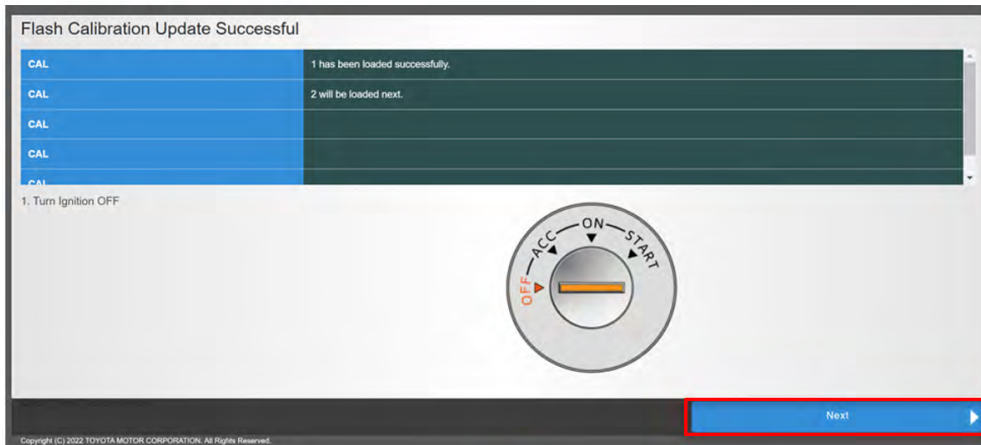 Flash Calibration Update Successful
CAL 1 has been loaded successfully.
CAL 2 will be loaded next.
CAL
CAL
CAL
1. Turn Ignition OFF
OFF ACC ON START
Next
Copyright (C) 2022 TOYOTA MOTOR CORPORATION. All Rights Reserved.